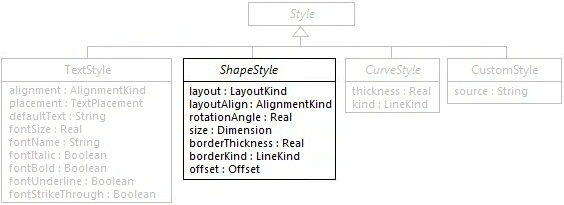 Style
TextStyle
alignment : AlignmentKind
placement : TextPlacement
defaultText : String
fontSize : Real
fontName : String
fontItalic : Boolean
fontBold : Boolean
fontUnderline : Boolean
fontStrikeThrough : Boolean
ShapeStyle
layout : LayoutKind
layoutAlign : AlignmentKind
rotationAngle : Real
size : Dimension
borderThickness : Real
borderKind : LineKind
offset : Offset
CurveStyle
thickness : Real
kind : LineKind
CustomStyle
source : String